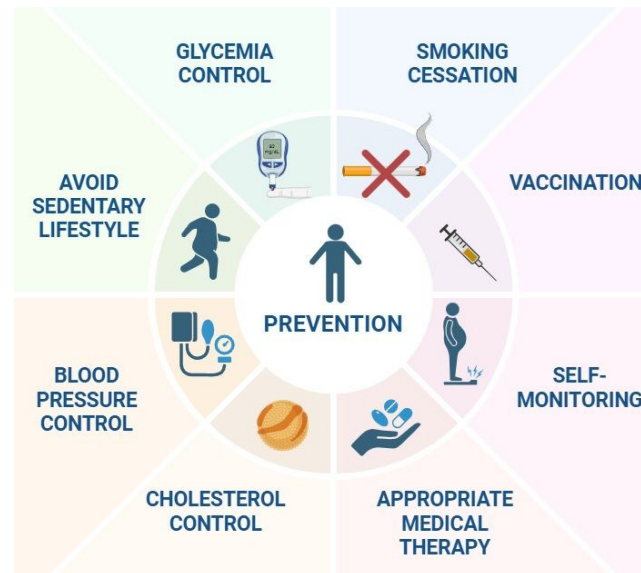 GLYCEMIA
CONTROL
SMOKING
CESSATION
VACCINATION
SELF-
MONITORING
APPROPRIATE
MEDICAL
THERAPY
CHOLESTEROL
CONTROL
BLOOD
PRESSURE
CONTROL
AVOID
SEDENTARY
LIFESTYLE
PREVENTION